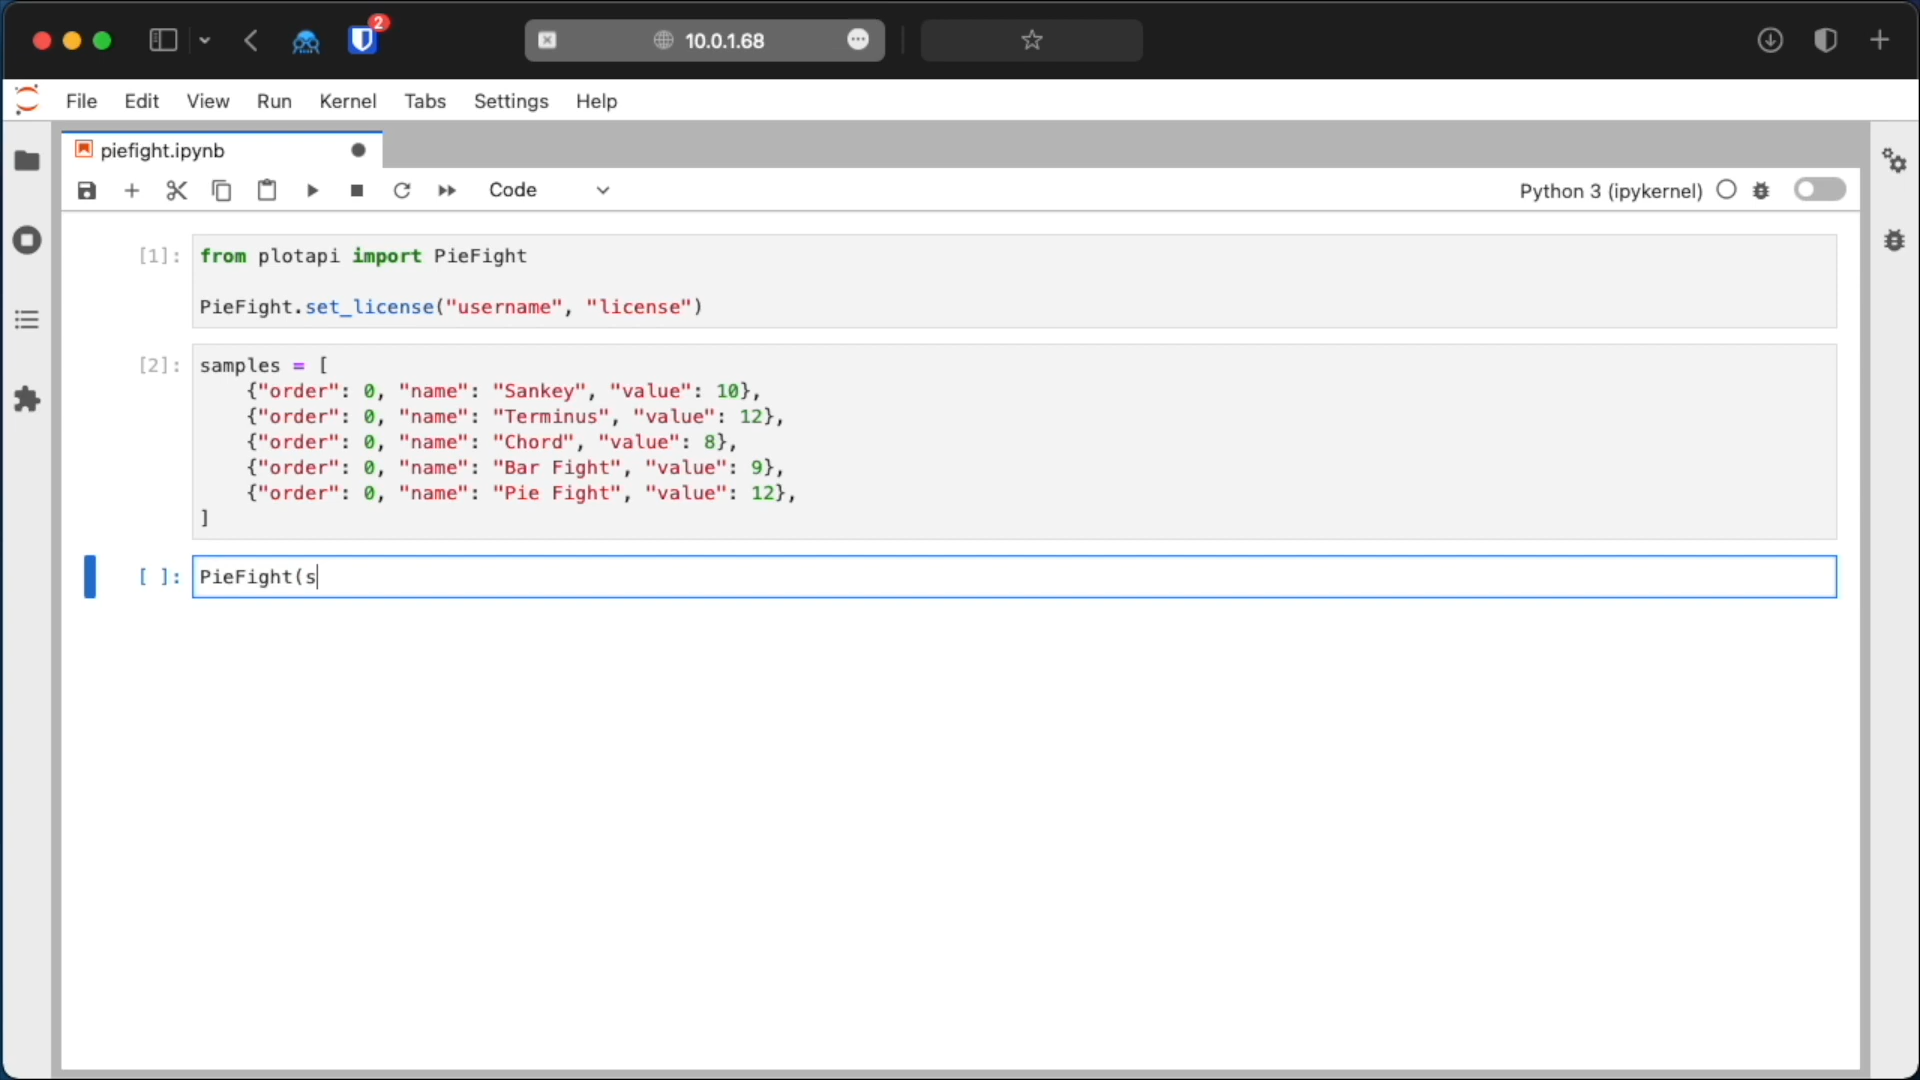 2
10.0.1.68
File Edit View Run Kernel Tabs Settings Help
piefight.ipynb
Code
Python 3 (ipykernel)
[1]: from plotapi import PieFight
PieFight.set_license("username", "license")
[2]: samples = [
{"order": 0, "name": "Sankey", "value": 10},
{"order": 0, "name": "Terminus", "value": 12},
{"order": 0, "name": "Chord", "value": 8},
{"order": 0, "name": "Bar Fight", "value": 9},
{"order": 0, "name": "Pie Fight", "value": 12},
]
[ ]: PieFight(s